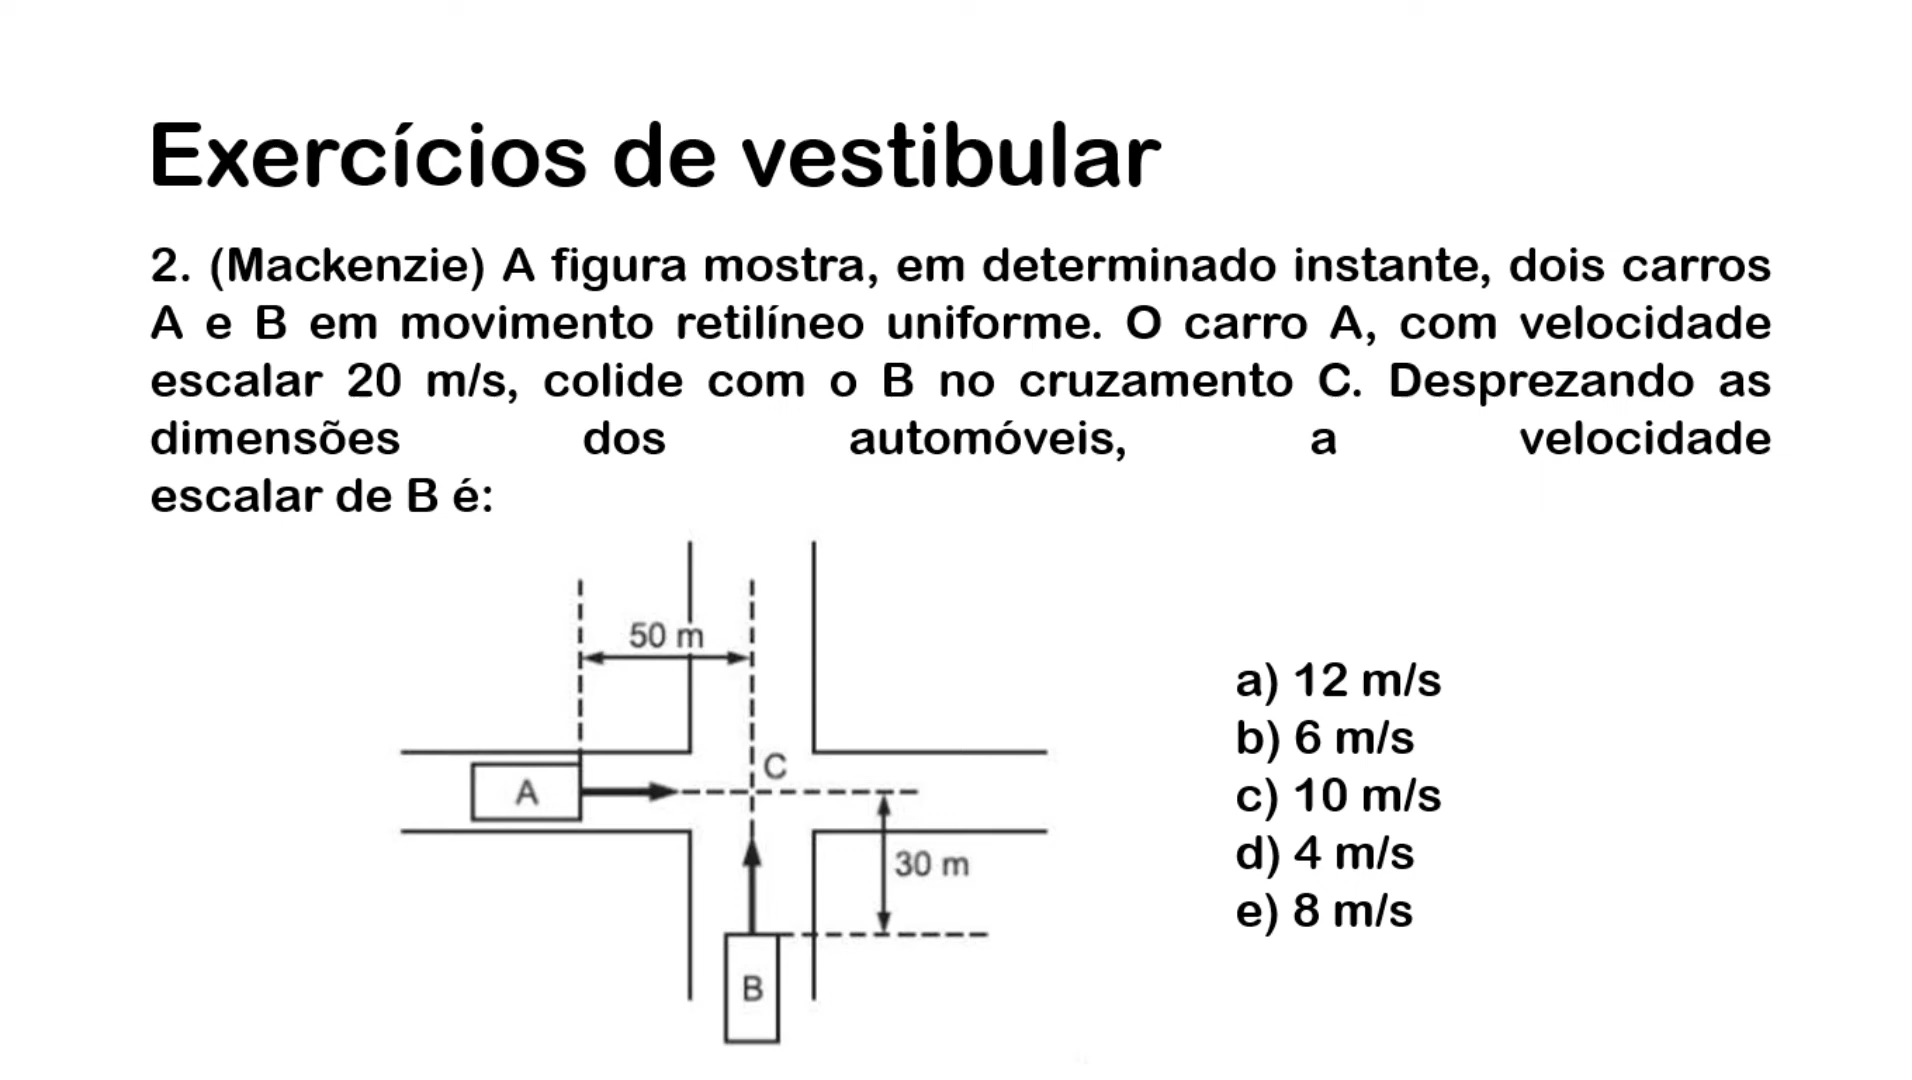 Exercícios de vestibular
2. (Mackenzie) A figura mostra, em determinado instante, dois carros
A e B em movimento retilíneo uniforme. O carro A, com velocidade
escalar 20 m/s, colide com o B no cruzamento C. Desprezando as
dimensões dos automóveis, a velocidade
escalar de B é:
50 m
C
A
30 m
B
a) 12 m/s
b) 6 m/s
c) 10 m/s
d) 4 m/s
e) 8 m/s